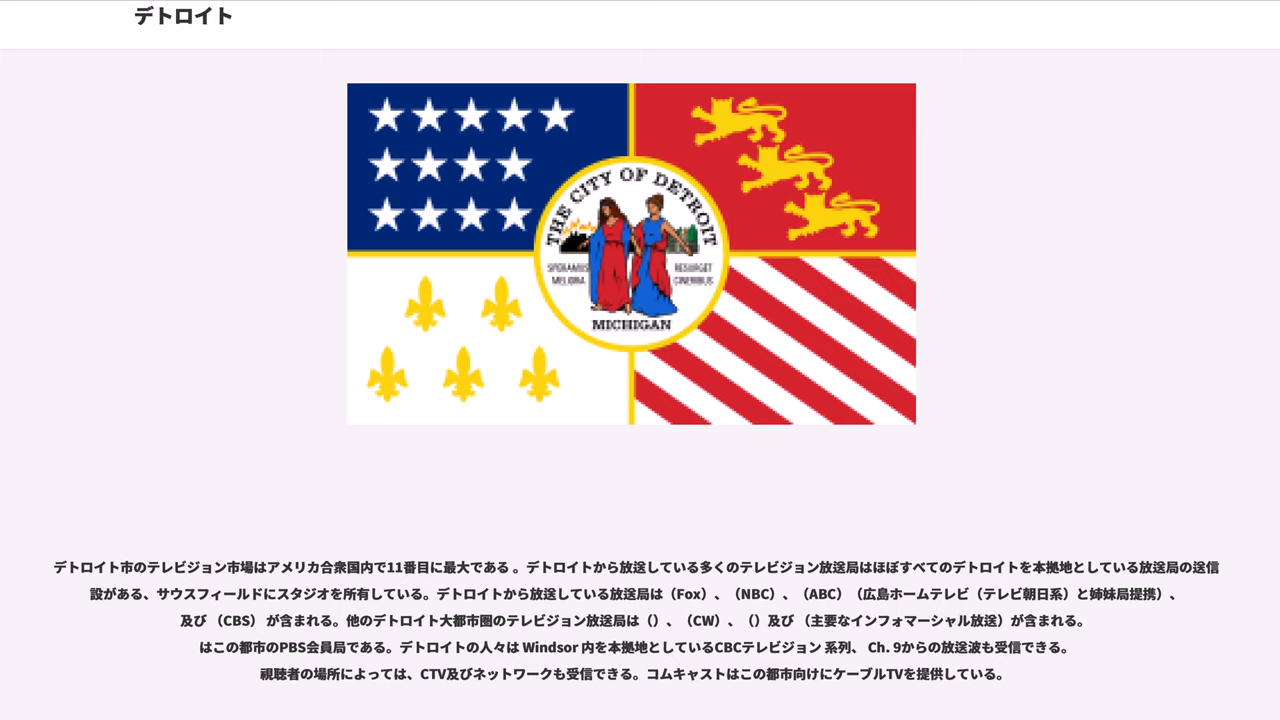 デトロイト
THE CITY OF DETROIT
SPERAMUS
MELIORA
RESURGET
CINERIBUS
MICHIGAN
デトロイト市のテレビジョン市場はアメリカ合衆国内で11番目に最大である 。デトロイトから放送している多くのテレビジョン放送局はほぼすべてのデトロイトを本拠地としている放送局の送信
設がある、サウスフィールドにスタジオを所有している。デトロイトから放送している放送局は（Fox）、（NBC）、（ABC）（広島ホームテレビ（テレビ朝日系）と姉妹局提携）、
及び （CBS） が含まれる。他のデトロイト大都市圏のテレビジョン放送局は（）、（CW）、（）及び （主要なインフォマーシャル放送）が含まれる。
はこの都市のPBS会員局である。デトロイトの人々は Windsor 内を本拠地としているCBCテレビジョン 系列、 Ch. 9からの放送波も受信できる。
視聴者の場所によっては、CTV及びネットワークも受信できる。コムキャストはこの都市向けにケーブルTVを提供している。